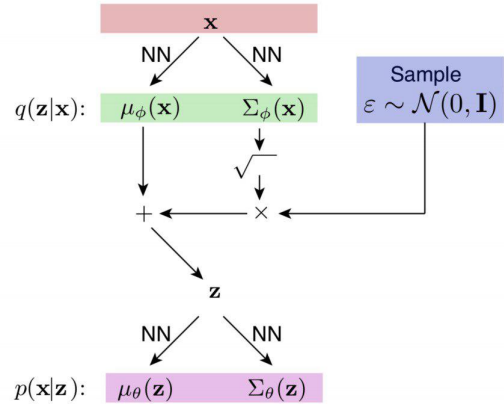 x
NN NN
q(z|x): μ_ϕ(x) Σ_ϕ(x)
Sample
ε ∼ 𝒩(0, I)
√
+ ×
z
NN NN
p(x|z): μ_θ(z) Σ_θ(z)